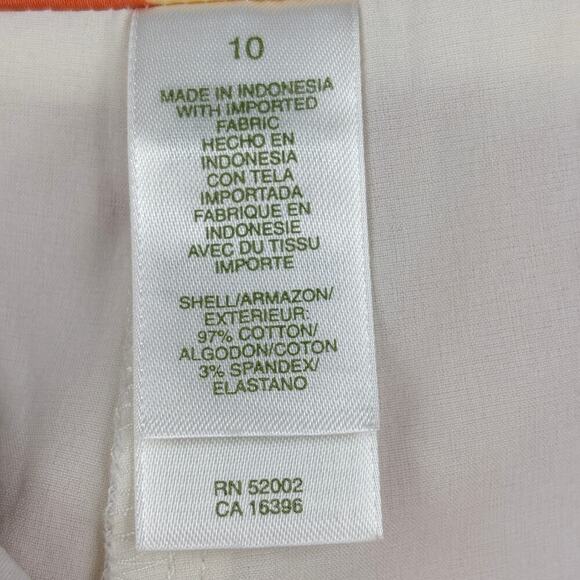 10
MADE IN INDONESIA
WITH IMPORTED
FABRIC
HECHO EN
INDONESIA
CON TELA
IMPORTADA
FABRIQUE EN
INDONESIE
AVEC DU TISSU
IMPORTE
SHELL/ARMAZON/
EXTERIEUR:
97% COTTON/
ALGODON/COTON
3% SPANDEX/
ELASTANO
RN 52002
CA 16396